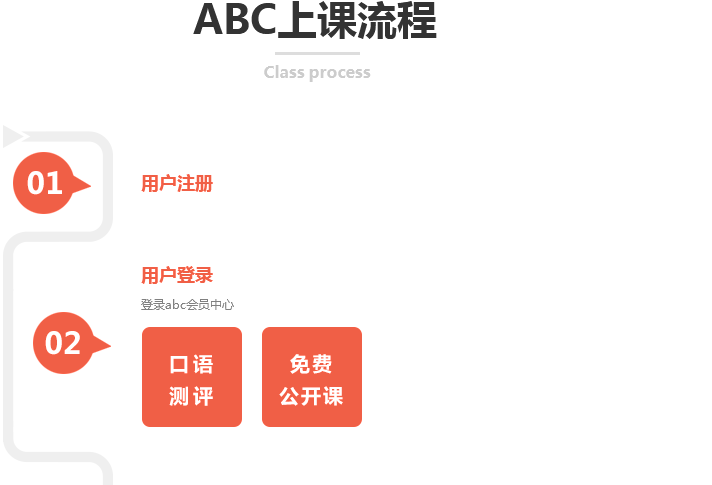 ABC上课流程
Class process
01
用户注册
用户登录
登录abc会员中心
02
口语
测评
免费
公开课